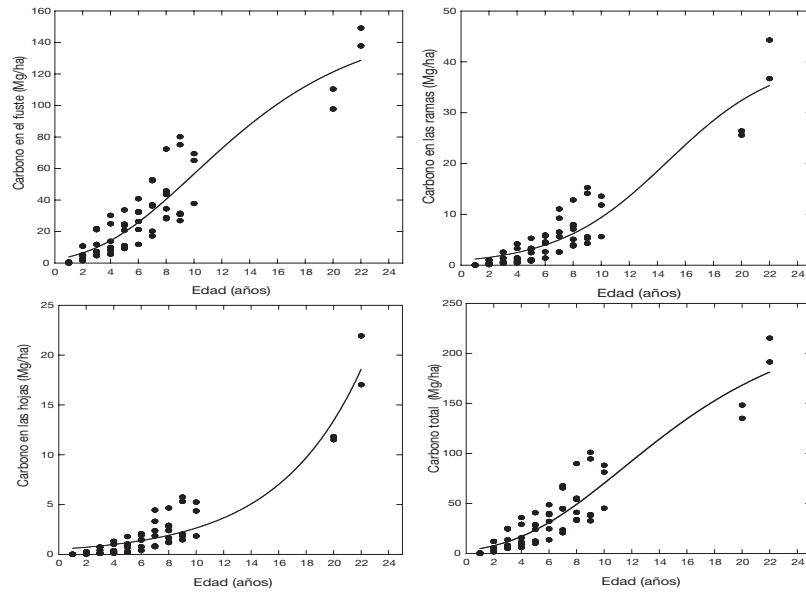 Carbono en el fuste (Mg/ha)
160
140
120
100
80
60
40
20
0
0 2 4 6 8 10 12 14 16 18 20 22 24
Edad (años)
Carbono en las ramas (Mg/ha)
50
40
30
20
10
0
0 2 4 6 8 10 12 14 16 18 20 22 24
Edad (años)
Carbono en las hojas (Mg/ha)
25
20
15
10
5
0
0 2 4 6 8 10 12 14 16 18 20 22 24
Edad (años)
Carbono total (Mg/ha)
250
200
150
100
50
0
0 2 4 6 8 10 12 14 16 18 20 22 24
Edad (años)